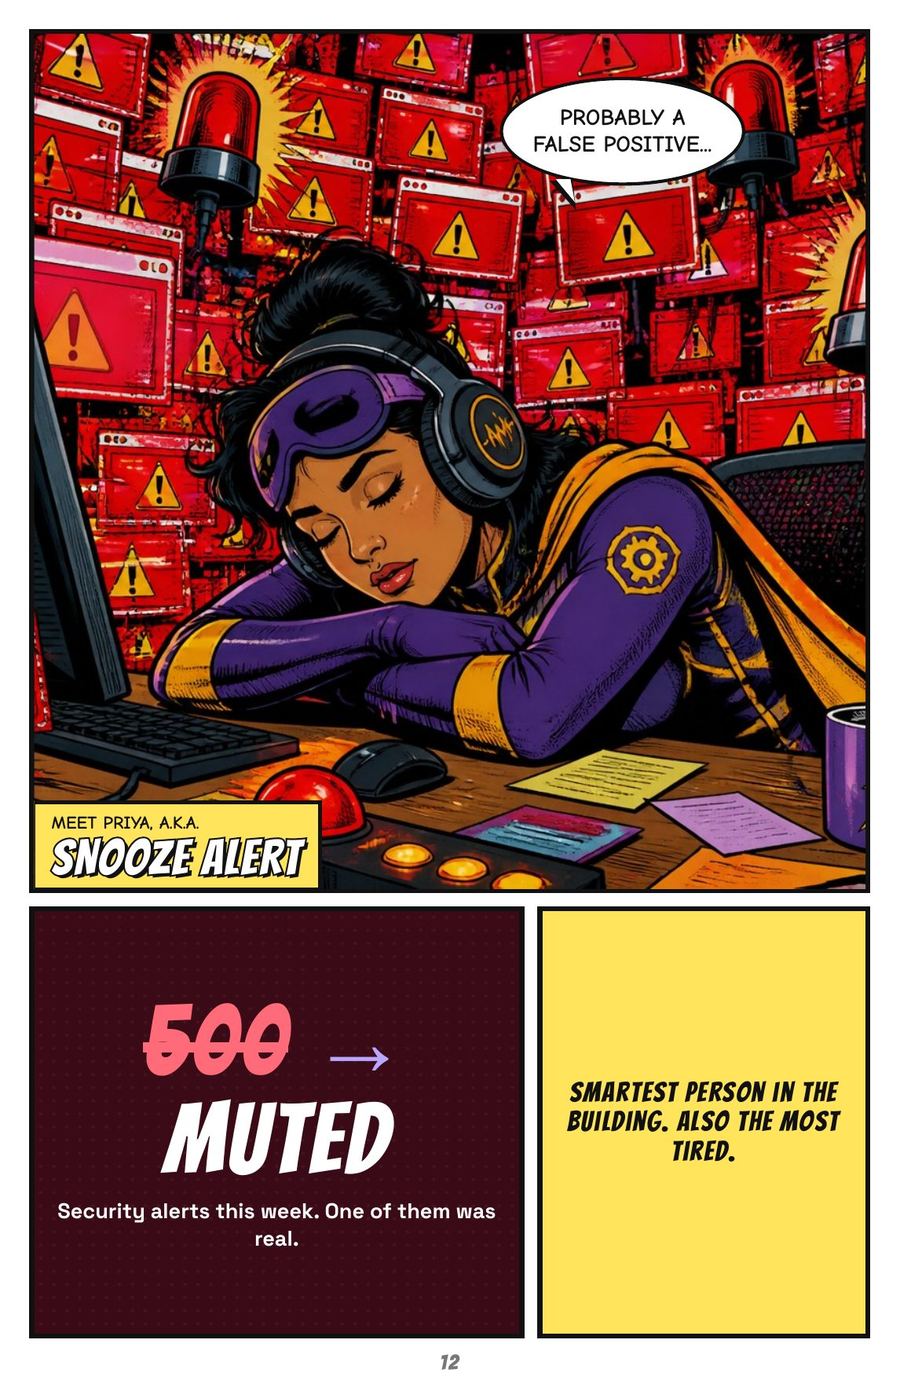 PROBABLY A
FALSE POSITIVE...
MEET PRIYA, A.K.A.
SNOOZE ALERT
500 →
MUTED
Security alerts this week. One of them was
real.
SMARTEST PERSON IN THE
BUILDING. ALSO THE MOST
TIRED.
12